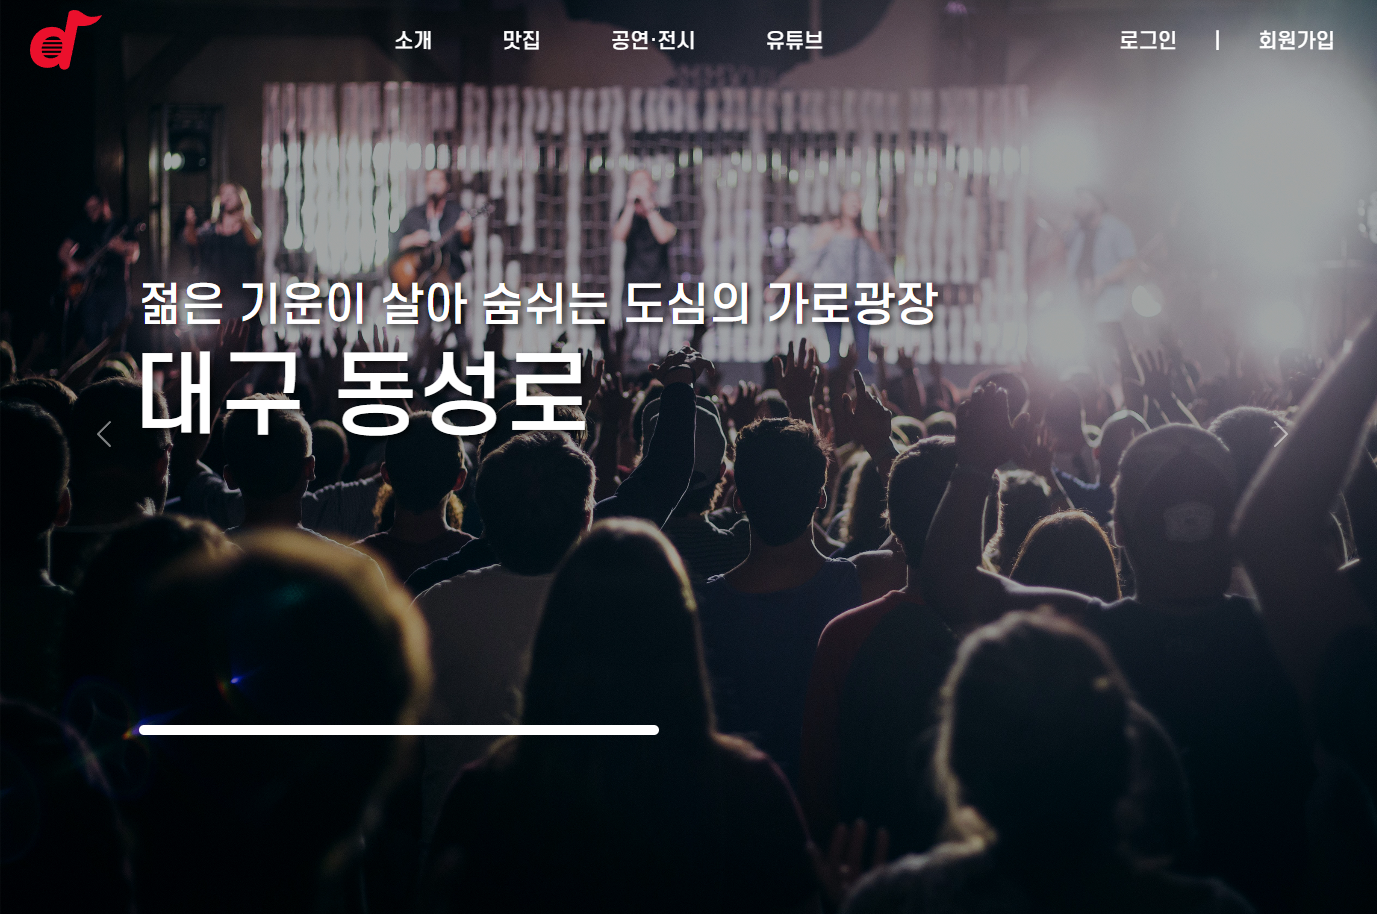 소개
맛집
공연·전시
유튜브
로그인 | 회원가입
젊은 기운이 살아 숨쉬는 도심의 가로광장
대구 동성로